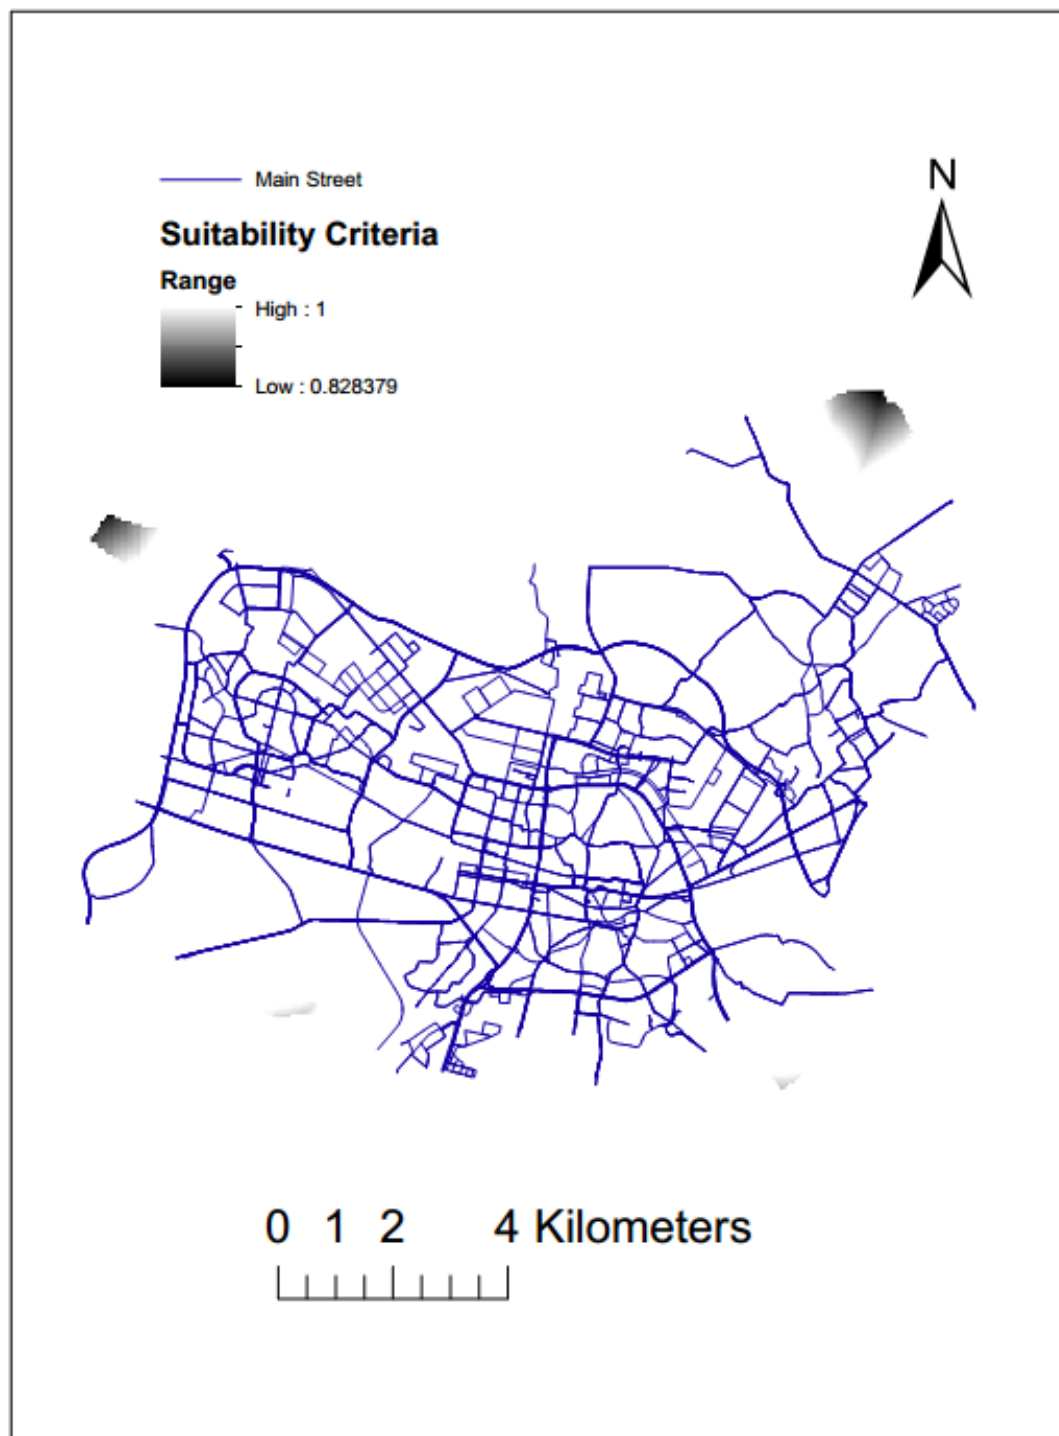 Main Street
N
Suitability Criteria
Range
High : 1
Low : 0.828379
0 1 2 4 Kilometers